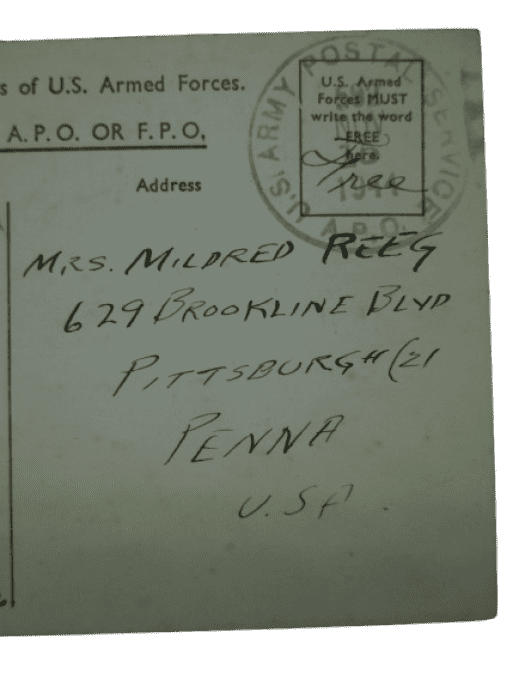 s of U.S. Armed Forces.
A.P.O. OR F.P.O.
Address
U.S. ARMY POSTAL SERVICE
A.P.O.
U.S. Armed
Forces MUST
write the word
FREE
here.
Free
MRS. MILDRED REEG
629 BROOKLINE BLVD
PITTSBURGH (21
PENNA
U.S.A.